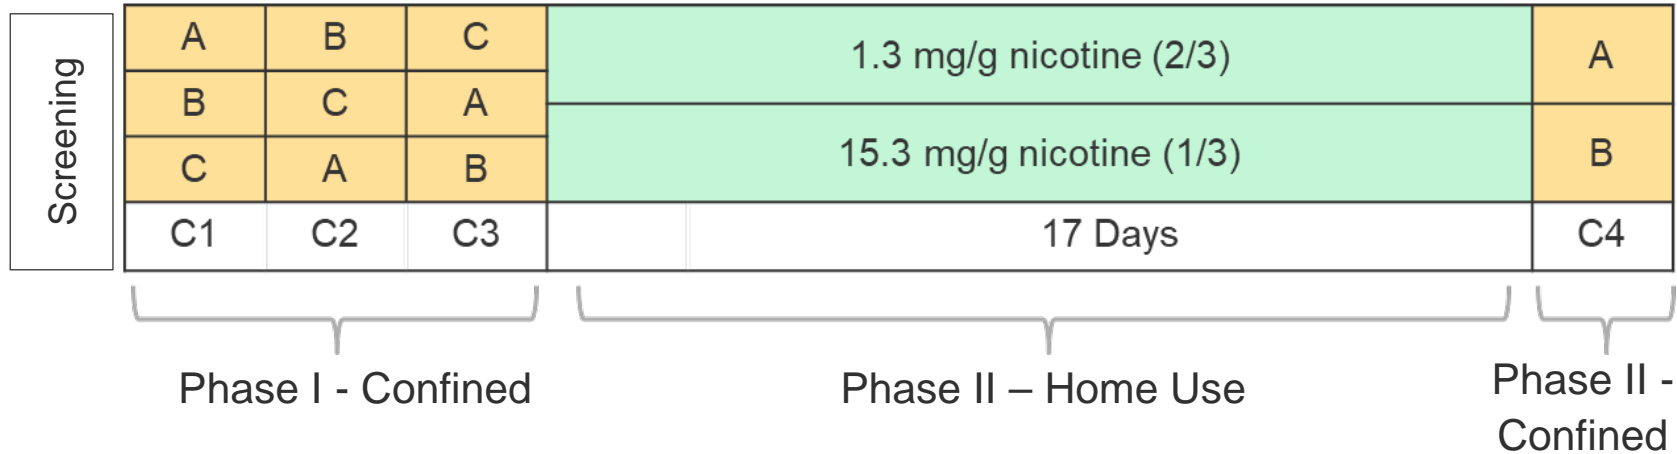 Screening
A B C
B C A
C A B
C1 C2 C3
1.3 mg/g nicotine (2/3)
15.3 mg/g nicotine (1/3)
17 Days
A
B
C4
Phase I - Confined
Phase II – Home Use
Phase II -
Confined